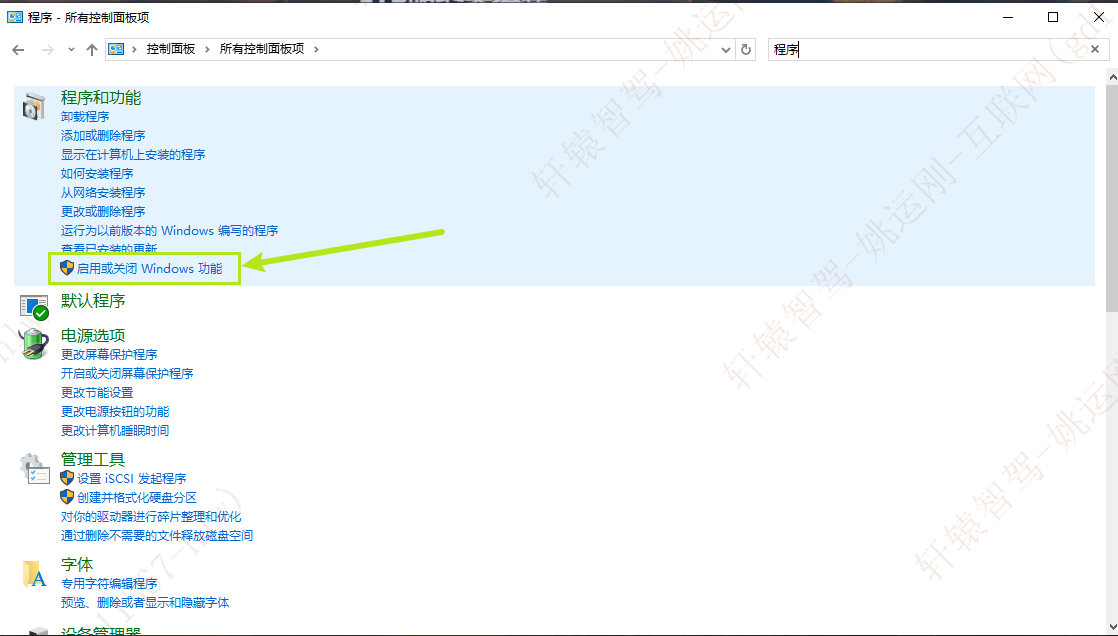 程序 - 所有控制面板项
控制面板 所有控制面板项
程序
程序和功能
卸载程序
添加或删除程序
显示在计算机上安装的程序
如何安装程序
从网络安装程序
更改或删除程序
运行为以前版本的 Windows 编写的程序
查看已安装的更新
启用或关闭 Windows 功能
默认程序
电源选项
更改屏幕保护程序
开启或关闭屏幕保护程序
更改节能设置
更改电源按钮的功能
更改计算机睡眠时间
管理工具
设置 iSCSI 发起程序
创建并格式化硬盘分区
对你的驱动器进行碎片整理和优化
通过删除不需要的文件释放磁盘空间
字体
专用字符编辑程序
预览、删除或者显示和隐藏字体
设备管理器
轩辕智驾-姚运
轩辕智驾-姚运刚-互联网(gd1
轩辕智驾-姚运刚